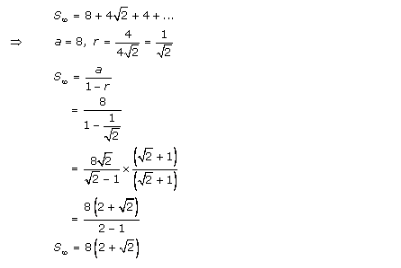 S∞ = 8 + 4√2 + 4 + ...
⇒ a = 8, r = 4/(4√2) = 1/√2
S∞ = a/(1 − r)
= 8/(1 − 1/√2)
= 8√2/(√2 − 1) × (√2 + 1)/(√2 + 1)
= 8(2 + √2)/(2 − 1)
S∞ = 8(2 + √2)